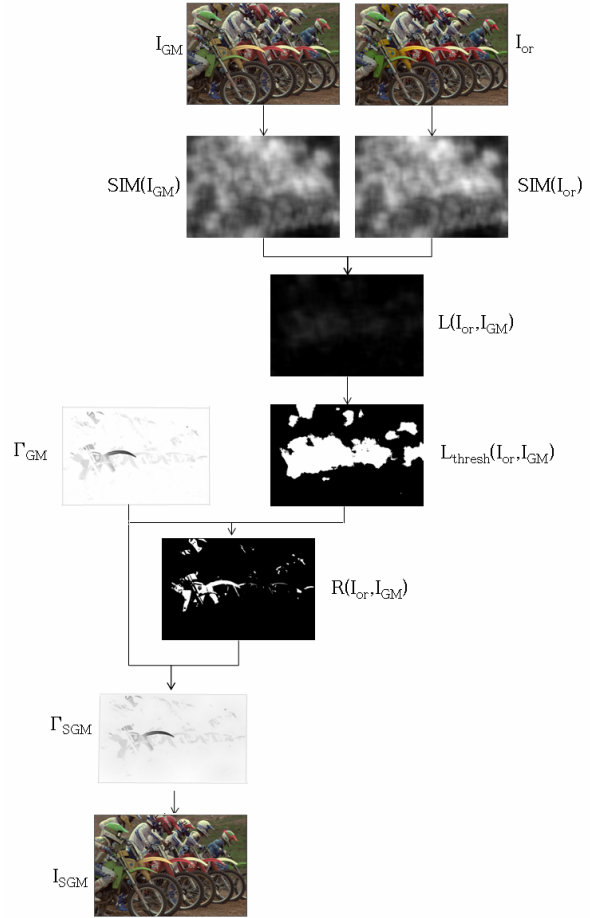 I_GM
I_or
SIM(I_GM)
SIM(I_or)
L(I_or,I_GM)
Γ_GM
L_thresh(I_or,I_GM)
R(I_or,I_GM)
Γ_SGM
I_SGM